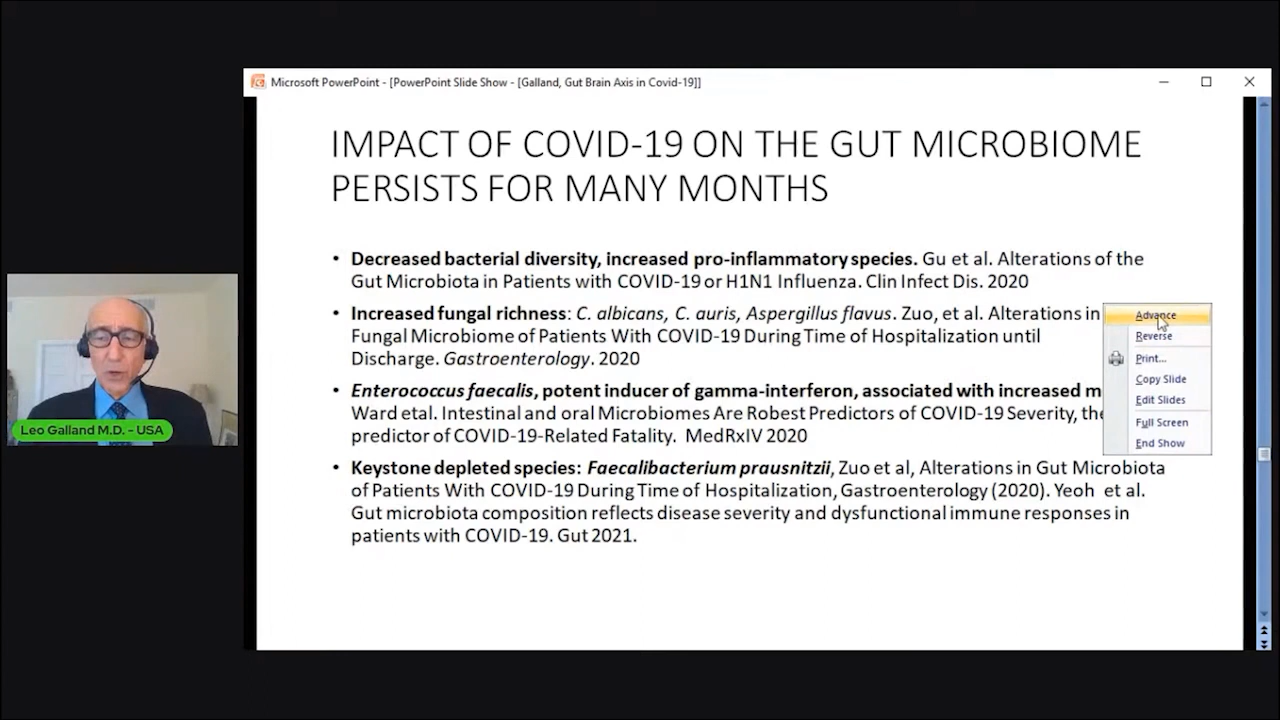 Microsoft PowerPoint - [PowerPoint Slide Show - [Galland, Gut Brain Axis in Covid-19]]
IMPACT OF COVID-19 ON THE GUT MICROBIOME
PERSISTS FOR MANY MONTHS
• Decreased bacterial diversity, increased pro-inflammatory species. Gu et al. Alterations of the
Gut Microbiota in Patients with COVID-19 or H1N1 Influenza. Clin Infect Dis. 2020
• Increased fungal richness: C. albicans, C. auris, Aspergillus flavus. Zuo, et al. Alterations in
Fungal Microbiome of Patients With COVID-19 During Time of Hospitalization until
Discharge. Gastroenterology. 2020
• Enterococcus faecalis, potent inducer of gamma-interferon, associated with increased
Ward etal. Intestinal and oral Microbiomes Are Robest Predictors of COVID-19 Severity,
predictor of COVID-19-Related Fatality. MedRxIV 2020
• Keystone depleted species: Faecalibacterium prausnitzii, Zuo et al, Alterations in Gut Microbiota
of Patients With COVID-19 During Time of Hospitalization, Gastroenterology (2020). Yeoh et al.
Gut microbiota composition reflects disease severity and dysfunctional immune responses in
patients with COVID-19. Gut 2021.
Advance
Reverse
Print...
Copy Slide
Edit Slides
Full Screen
End Show
Leo Galland M.D. - USA